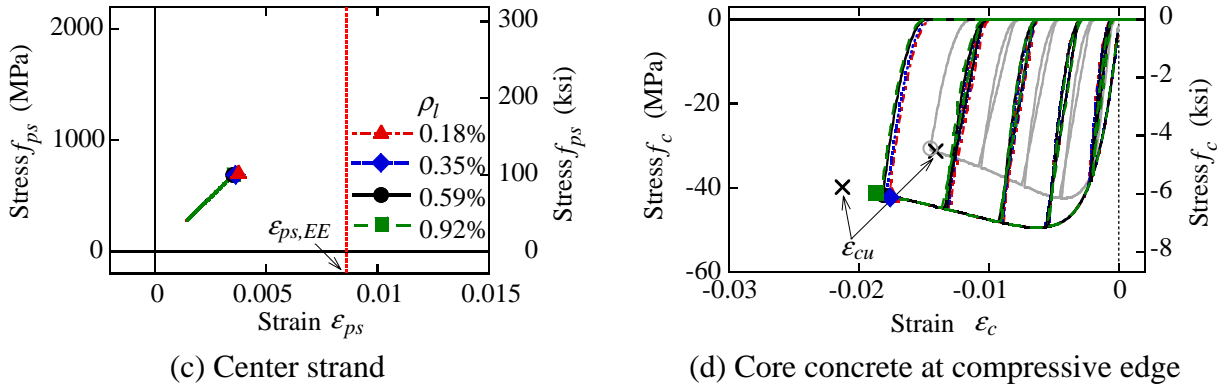 Stress f_ps (MPa)
2000
1000
0
300
200
100
0
Stress f_ps (ksi)
ρ_l
0.18%
0.35%
0.59%
0.92%
ε_ps,EE
0 0.005 0.01 0.015
Strain ε_ps
(c) Center strand
Stress f_c (MPa)
0
-20
-40
-60
0
-2
-4
-6
-8
Stress f_c (ksi)
ε_cu
-0.03 -0.02 -0.01 0
Strain ε_c
(d) Core concrete at compressive edge